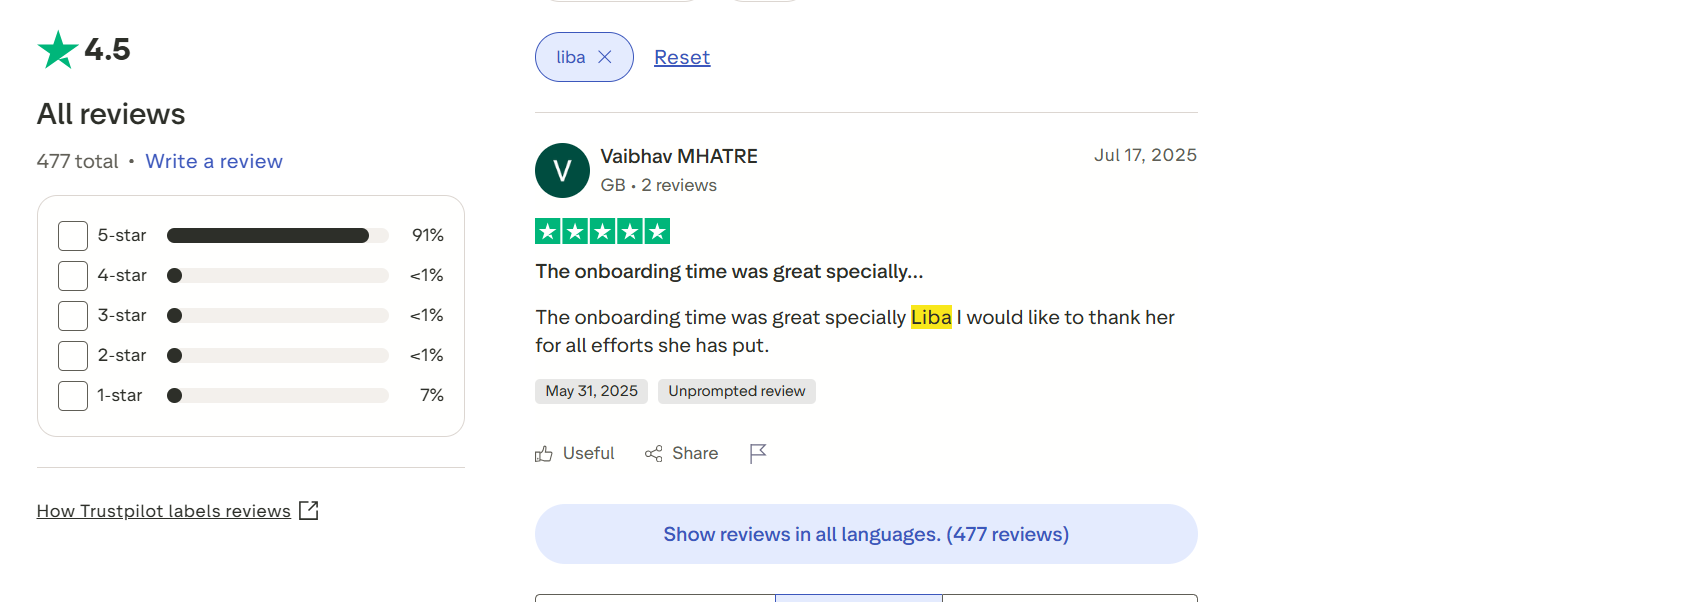 4.5
All reviews
477 total • Write a review
5-star 91%
4-star <1%
3-star <1%
2-star <1%
1-star 7%
How Trustpilot labels reviews
liba
Reset
V
Vaibhav MHATRE
Jul 17, 2025
GB • 2 reviews
The onboarding time was great specially...
The onboarding time was great specially Liba I would like to thank her
for all efforts she has put.
May 31, 2025
Unprompted review
Useful
Share
Show reviews in all languages. (477 reviews)